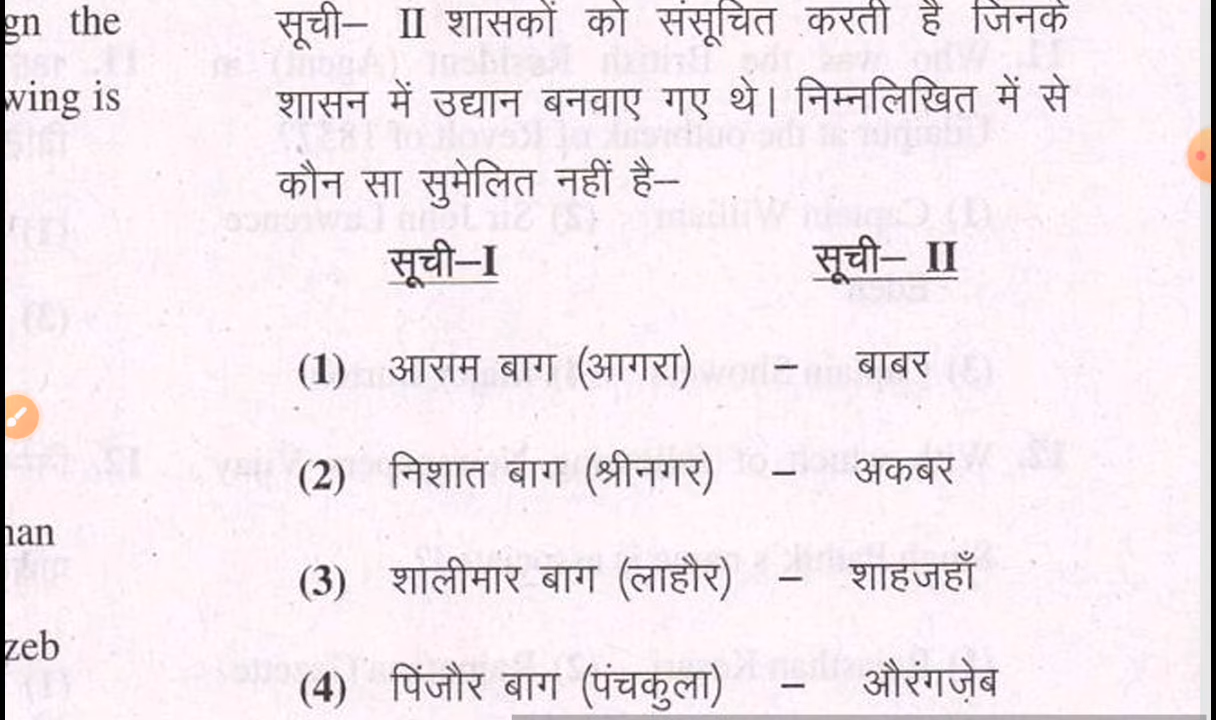 gn the
wing is
han
zeb
सूची– II शासकों को संसूचित करती है जिनके
शासन में उद्यान बनवाए गए थे। निम्नलिखित में से
कौन सा सुमेलित नहीं है–
सूची–I सूची– II
(1) आराम बाग (आगरा) – बाबर
(2) निशात बाग (श्रीनगर) – अकबर
(3) शालीमार बाग (लाहौर) – शाहजहाँ
(4) पिंजौर बाग (पंचकुला) – औरंगज़ेब